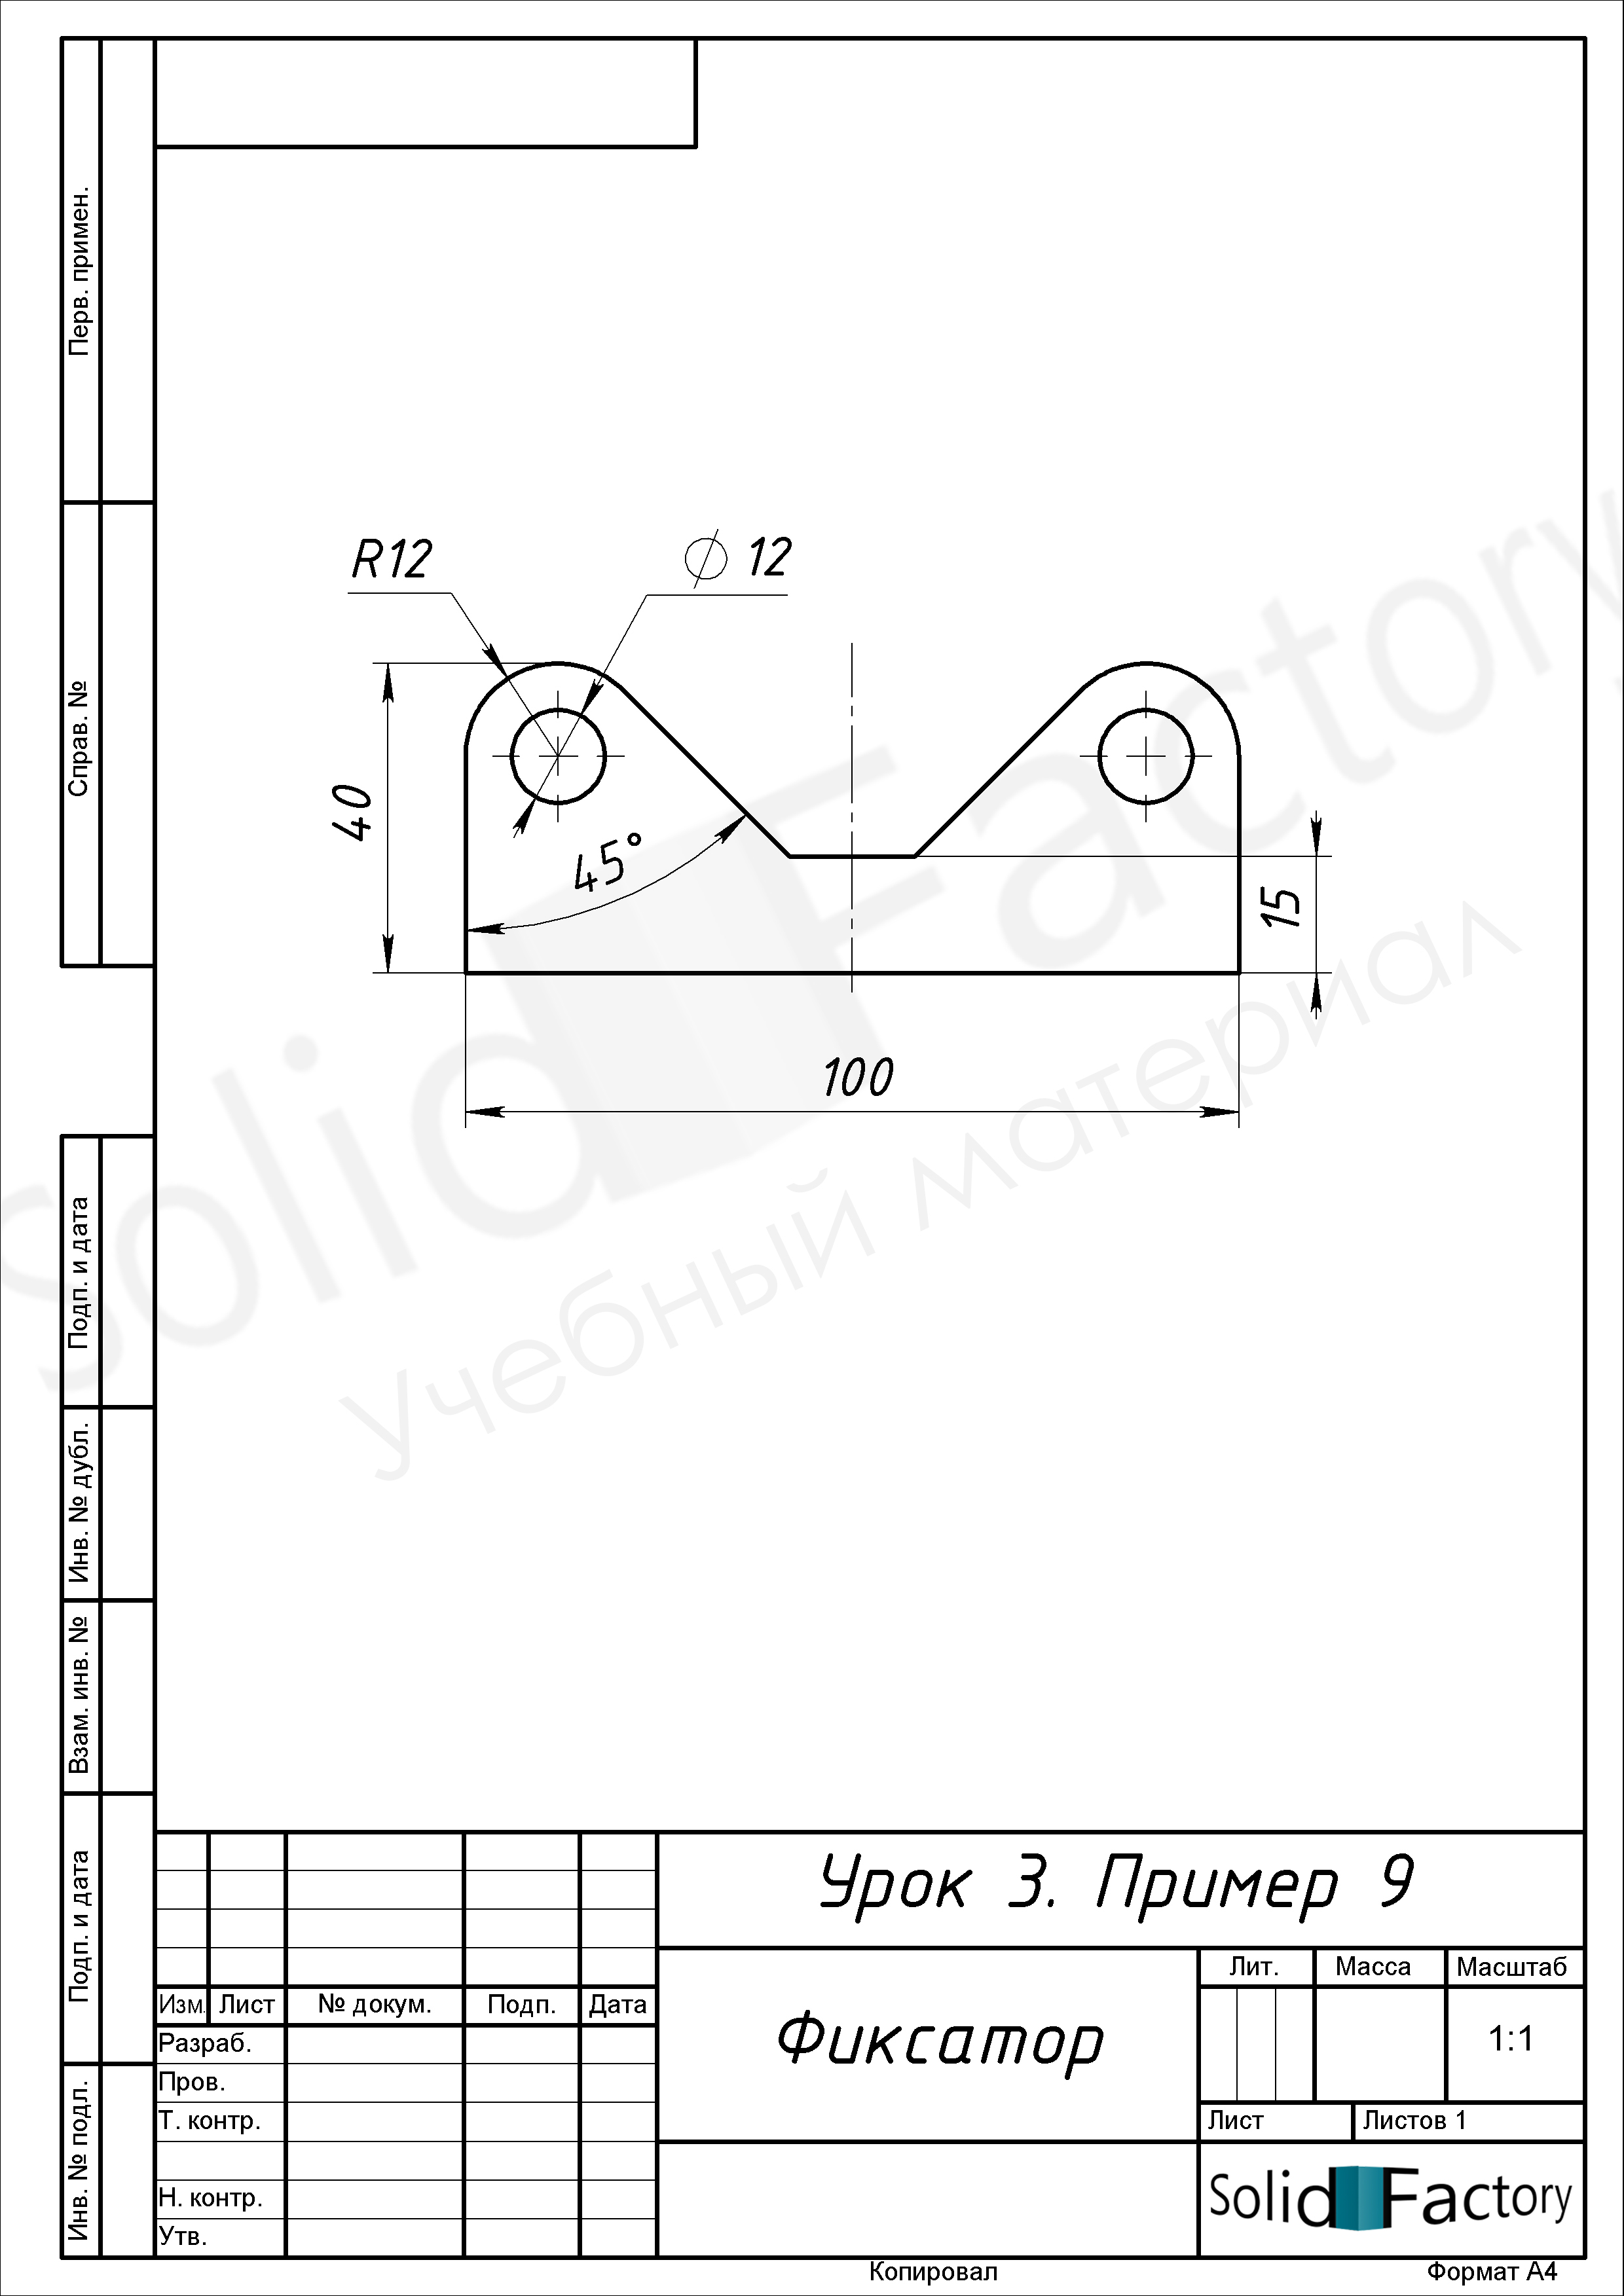 Перв. примен.
Справ. №
R12
⌀ 12
40
45°
15
100
Solid Factory
Учебный материал
Подп. и дата
Инв. № дубл.
Взам. инв. №
Подп. и дата
Инв. № подл.
Урок 3. Пример 9
Лит. Масса Масштаб
Изм. Лист № докум. Подп. Дата
Фиксатор
1:1
Разраб.
Пров.
Т. контр.
Лист Листов 1
Н. контр.
Solid Factory
Утв.
Копировал Формат А4